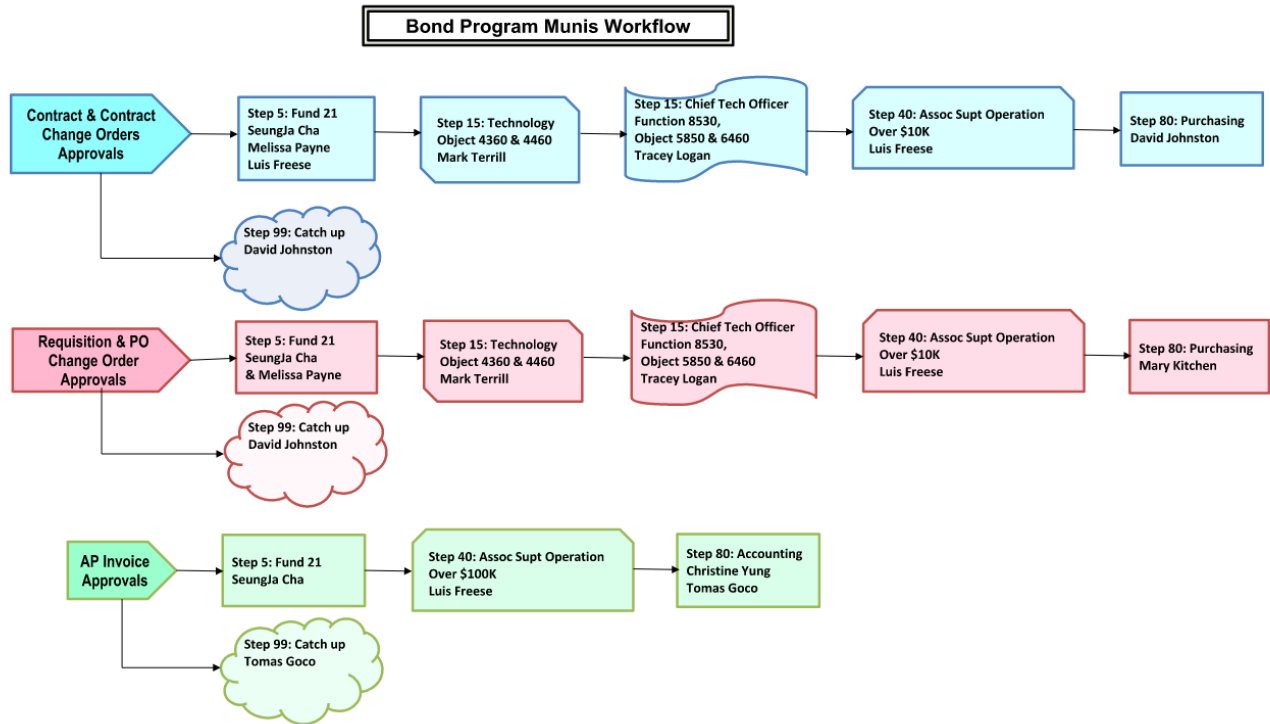 Bond Program Munis Workflow
Contract & Contract
Change Orders
Approvals
Step 5: Fund 21
SeungJa Cha
Melissa Payne
Luis Freese
Step 15: Technology
Object 4360 & 4460
Mark Terrill
Step 15: Chief Tech Officer
Function 8530,
Object 5850 & 6460
Tracey Logan
Step 40: Assoc Supt Operation
Over $10K
Luis Freese
Step 80: Purchasing
David Johnston
Step 99: Catch up
David Johnston
Requisition & PO
Change Order
Approvals
Step 5: Fund 21
SeungJa Cha
& Melissa Payne
Step 15: Technology
Object 4360 & 4460
Mark Terrill
Step 15: Chief Tech Officer
Function 8530,
Object 5850 & 6460
Tracey Logan
Step 40: Assoc Supt Operation
Over $10K
Luis Freese
Step 80: Purchasing
Mary Kitchen
Step 99: Catch up
David Johnston
AP Invoice
Approvals
Step 5: Fund 21
SeungJa Cha
Step 40: Assoc Supt Operation
Over $100K
Luis Freese
Step 80: Accounting
Christine Yung
Tomas Goco
Step 99: Catch up
Tomas Goco